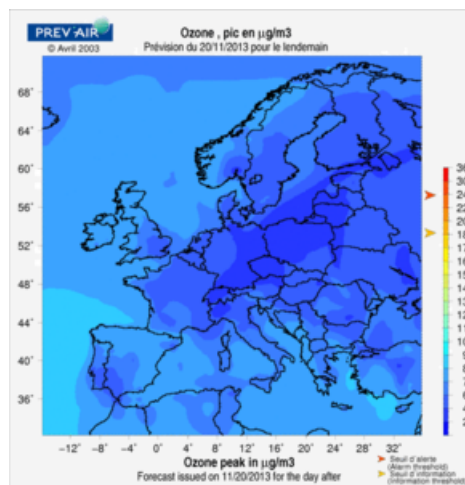 PREV'AIR
© Avril 2003
Ozone , pic en µg/m3
Prévision du 20/11/2013 pour le lendemain
68°
64°
60°
56°
52°
48°
44°
40°
36°
-12° -8° -4° 0° 4° 8° 12° 16° 20° 24° 28° 32°
Ozone peak in µg/m3
Forecast issued on 11/20/2013 for the day after
Seuil d'alerte
(Alarm threshold)
Seuil d'information
(Information threshold)